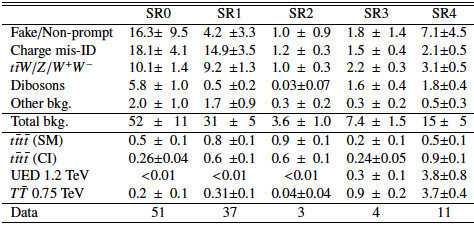 SR0 SR1 SR2 SR3 SR4
Fake/Non-prompt 16.3± 9.5 4.2 ±3.3 1.0 ± 0.9 1.8 ± 1.4 7.1±4.5
Charge mis-ID 18.1± 4.1 14.9±3.5 1.2 ± 0.3 1.5 ± 0.4 2.1±0.5
tt̄W/Z/W⁺W⁻ 10.1± 1.4 9.2 ±1.3 1.0 ± 0.3 2.2 ± 0.3 3.1±0.5
Dibosons 5.8 ± 1.0 0.5 ±0.2 0.03±0.07 1.6 ± 0.4 1.8±0.4
Other bkg. 2.0 ± 1.0 1.7 ±0.9 0.3 ± 0.2 0.3 ± 0.2 0.5±0.3
Total bkg. 52 ± 11 31 ± 5 3.6 ± 1.0 7.4 ± 1.5 15 ± 5
tt̄tt̄ (SM) 0.5 ± 0.1 0.8 ±0.1 0.9 ± 0.1 0.2 ± 0.1 0.5±0.1
tt̄tt̄ (CI) 0.26±0.04 0.6 ±0.1 0.6 ± 0.1 0.24±0.05 0.9±0.1
UED 1.2 TeV <0.01 <0.01 <0.01 0.3 ± 0.1 3.8±0.8
TT̄ 0.75 TeV 0.2 ± 0.1 0.31±0.1 0.04±0.04 0.9 ± 0.2 3.7±0.4
Data 51 37 3 4 11